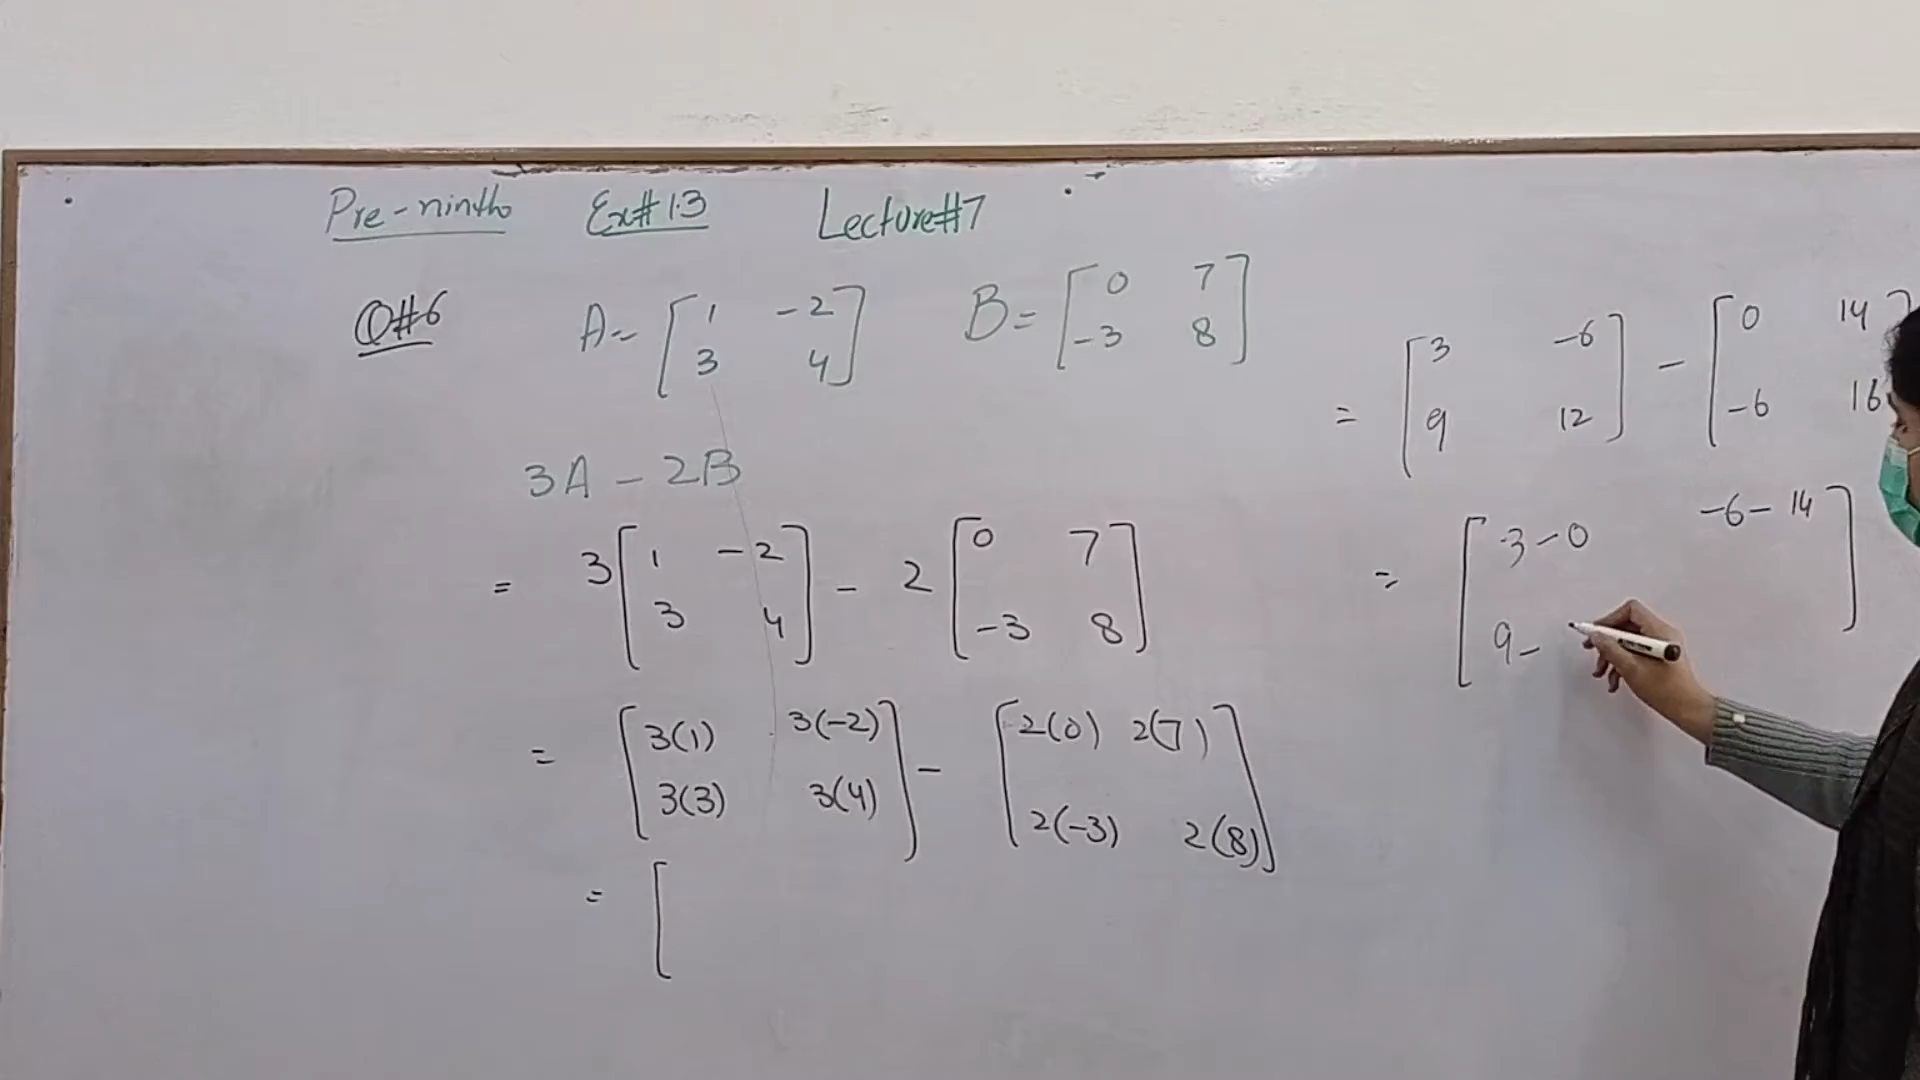 Pre-ninth Ex#1.3 Lecture#7
Q#6 A= [ 1 -2
3 4 ] B= [ 0 7
-3 8 ]
3A - 2B
= 3 [ 1 -2
3 4 ] - 2 [ 0 7
-3 8 ]
= [ 3(1) 3(-2)
3(3) 3(4) ] - [ 2(0) 2(7)
2(-3) 2(8) ]
= [
= [ 3 -6
9 12 ] - [ 0 14
-6 16
= [ 3-0 -6-14
9- ]